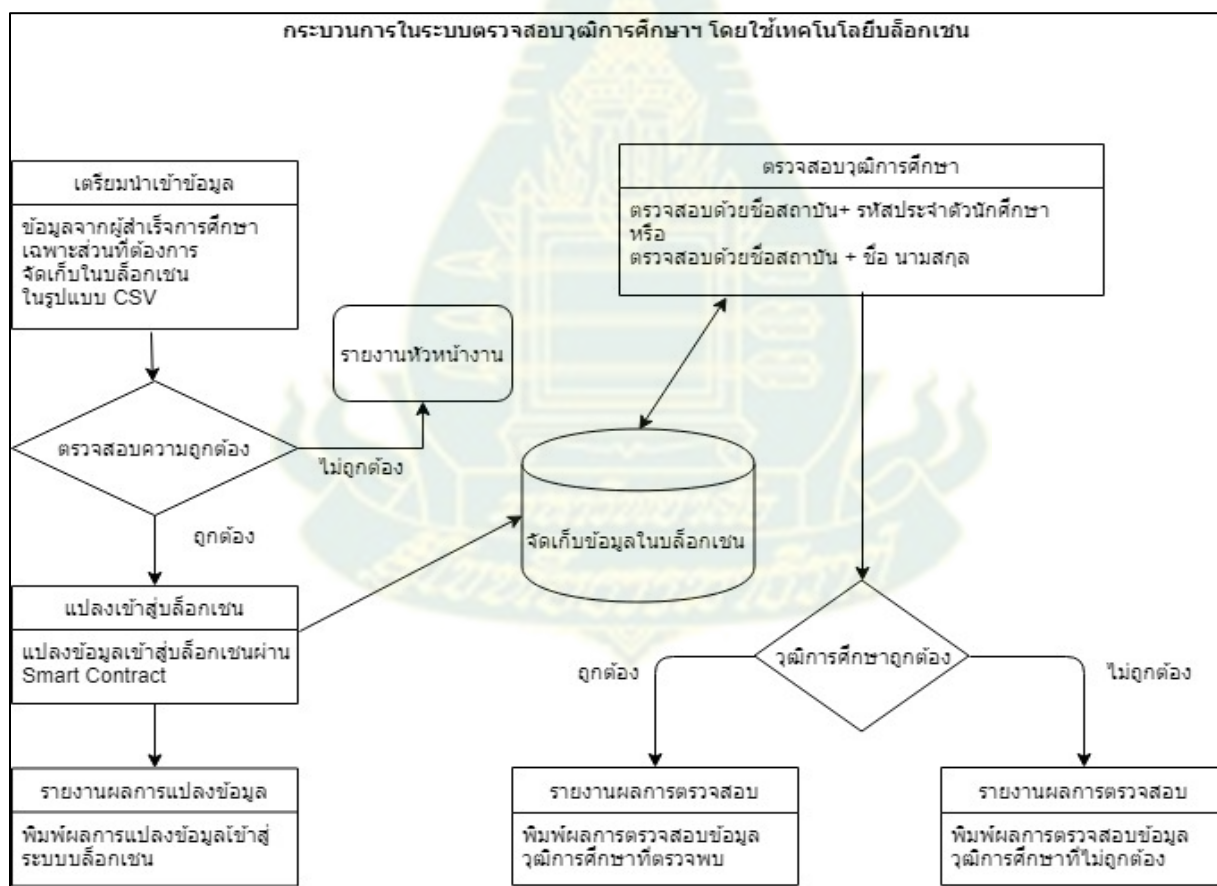 กระบวนการในระบบตรวจสอบวุฒิการศึกษาฯ โดยใช้เทคโนโลยีบล็อกเชน
เตรียมนำเข้าข้อมูล
ข้อมูลจากผู้สำเร็จการศึกษา
เฉพาะส่วนที่ต้องการ
จัดเก็บในบล็อกเชน
ในรูปแบบ CSV
ตรวจสอบความถูกต้อง
ไม่ถูกต้อง
รายงานหัวหน้างาน
ถูกต้อง
แปลงเข้าสู่บล็อกเชน
แปลงข้อมูลเข้าสู่บล็อกเชนผ่าน
Smart Contract
รายงานผลการแปลงข้อมูล
พิมพ์ผลการแปลงข้อมูลเข้าสู่
ระบบบล็อกเชน
จัดเก็บข้อมูลในบล็อกเชน
ตรวจสอบวุฒิการศึกษา
ตรวจสอบด้วยชื่อสถาบัน+ รหัสประจำตัวนักศึกษา
หรือ
ตรวจสอบด้วยชื่อสถาบัน + ชื่อ นามสกุล
วุฒิการศึกษาถูกต้อง
ถูกต้อง
ไม่ถูกต้อง
รายงานผลการตรวจสอบ
พิมพ์ผลการตรวจสอบข้อมูล
วุฒิการศึกษาที่ตรวจพบ
รายงานผลการตรวจสอบ
พิมพ์ผลการตรวจสอบข้อมูล
วุฒิการศึกษาที่ไม่ถูกต้อง